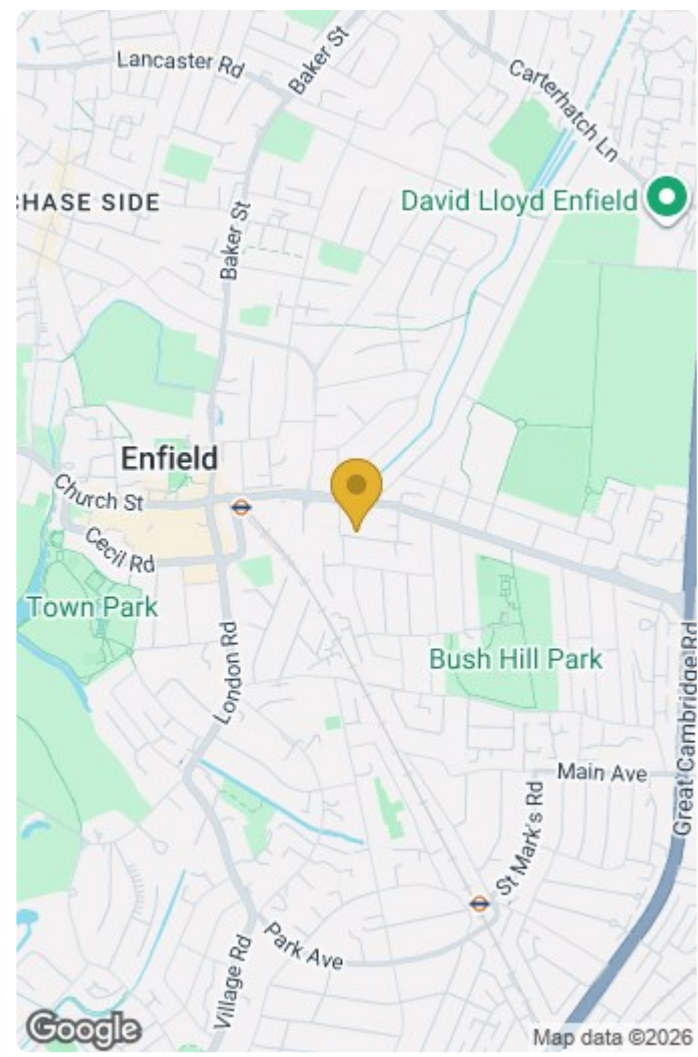 Lancaster Rd
Baker St
Carterhatch Ln
CHASE SIDE
David Lloyd Enfield
Baker St
Enfield
Church St
Cecil Rd
Town Park
London Rd
Bush Hill Park
Great Cambridge Rd
Main Ave
St Mark's Rd
Park Ave
Village Rd
Google
Map data ©2026